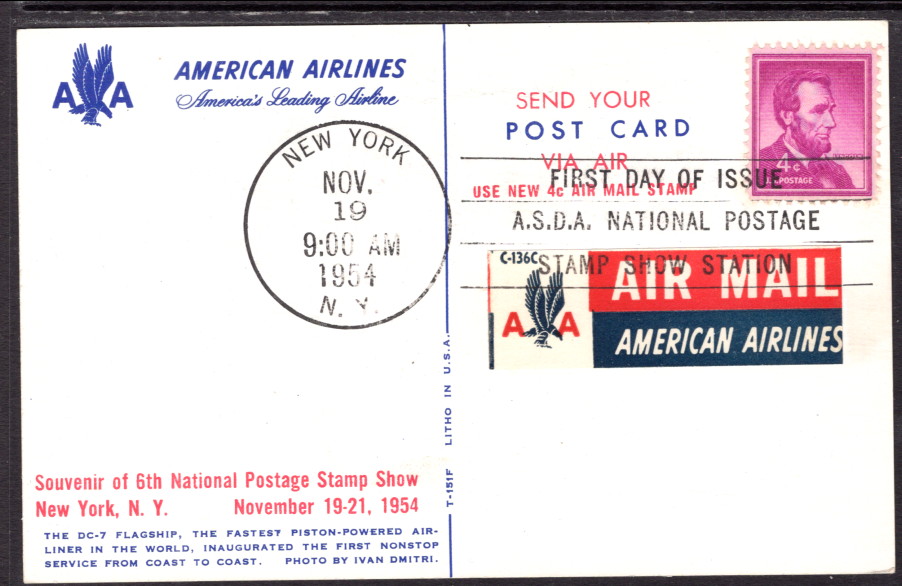 A A
AMERICAN AIRLINES
America's Leading Airline
NEW YORK
NOV.
19
9:00 AM
1954
N. Y.
Souvenir of 6th National Postage Stamp Show
New York, N. Y. November 19-21, 1954
THE DC-7 FLAGSHIP, THE FASTEST PISTON-POWERED AIR-
LINER IN THE WORLD, INAUGURATED THE FIRST NONSTOP
SERVICE FROM COAST TO COAST. PHOTO BY IVAN DMITRI.
T-151F LITHO IN U.S.A.
SEND YOUR
POST CARD
VIA AIR
USE NEW 4c AIR MAIL STAMP
4¢
U.S. POSTAGE
FIRST DAY OF ISSUE
A.S.D.A. NATIONAL POSTAGE
STAMP SHOW STATION
C-136C
A A
AIR MAIL
AMERICAN AIRLINES